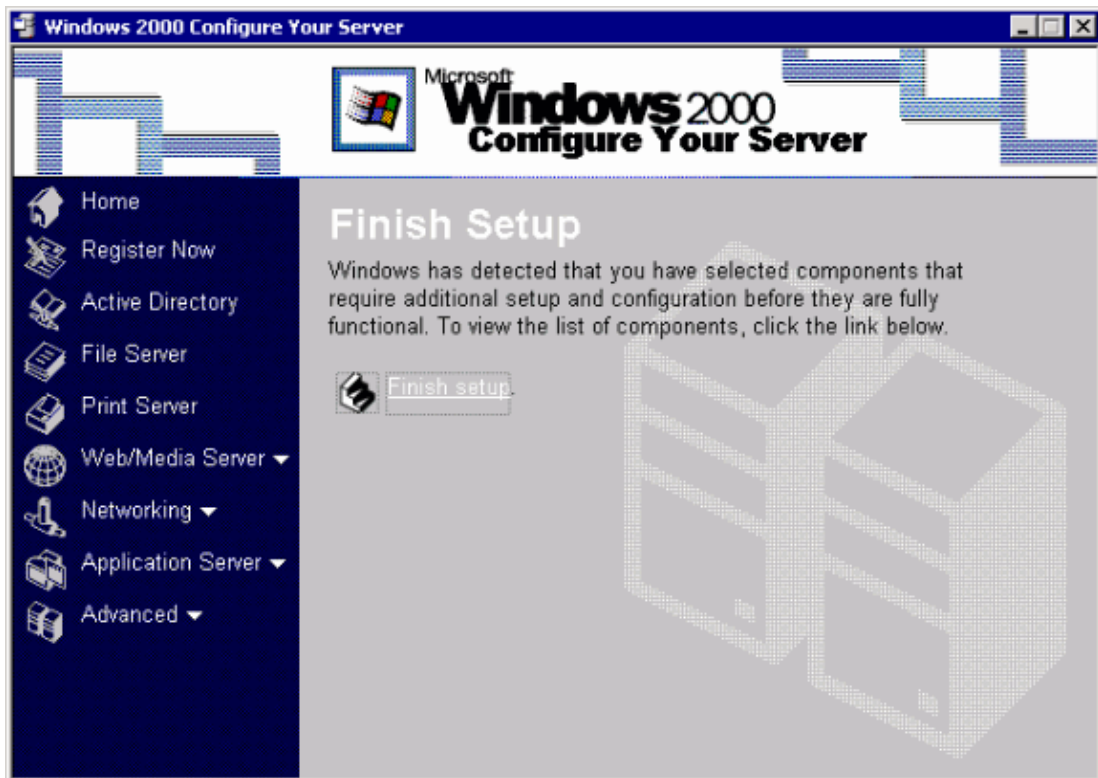 Windows 2000 Configure Your Server
Microsoft
Windows 2000
Configure Your Server
Home
Register Now
Active Directory
File Server
Print Server
Web/Media Server
Networking
Application Server
Advanced
Finish Setup
Windows has detected that you have selected components that
require additional setup and configuration before they are fully
functional. To view the list of components, click the link below.
Finish setup.